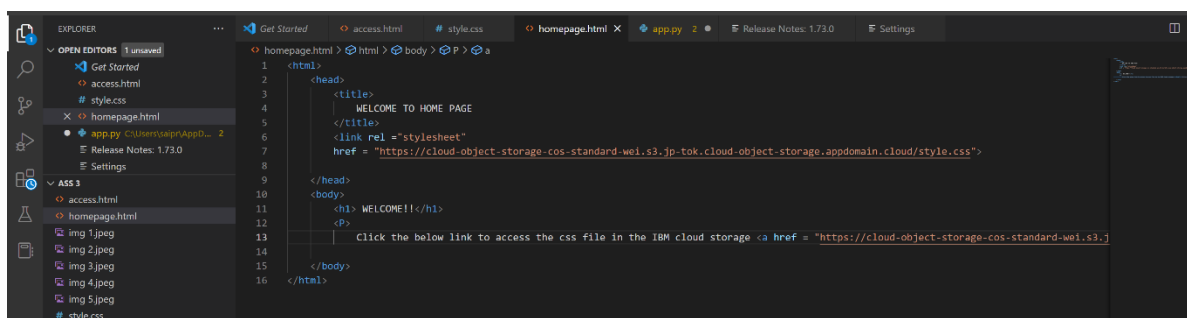 EXPLORER ...
OPEN EDITORS 1 unsaved
Get Started
access.html
# style.css
homepage.html
app.py C:\Users\saipr\AppD... 2
Release Notes: 1.73.0
Settings
ASS 3
access.html
homepage.html
img 1.jpeg
img 2.jpeg
img 3.jpeg
img 4.jpeg
img 5.jpeg
# style.css
Get Started access.html # style.css homepage.html app.py 2 Release Notes: 1.73.0 Settings
homepage.html > html > body > P > a
1 <html>
2 <head>
3 <title>
4 WELCOME TO HOME PAGE
5 </title>
6 <link rel ="stylesheet"
7 href = "https://cloud-object-storage-cos-standard-wei.s3.jp-tok.cloud-object-storage.appdomain.cloud/style.css">
8
9 </head>
10 <body>
11 <h1> WELCOME!!</h1>
12 <P>
13 Click the below link to access the css file in the IBM cloud storage <a href = "https://cloud-object-storage-cos-standard-wei.s3.j
14
15 </body>
16 </html>